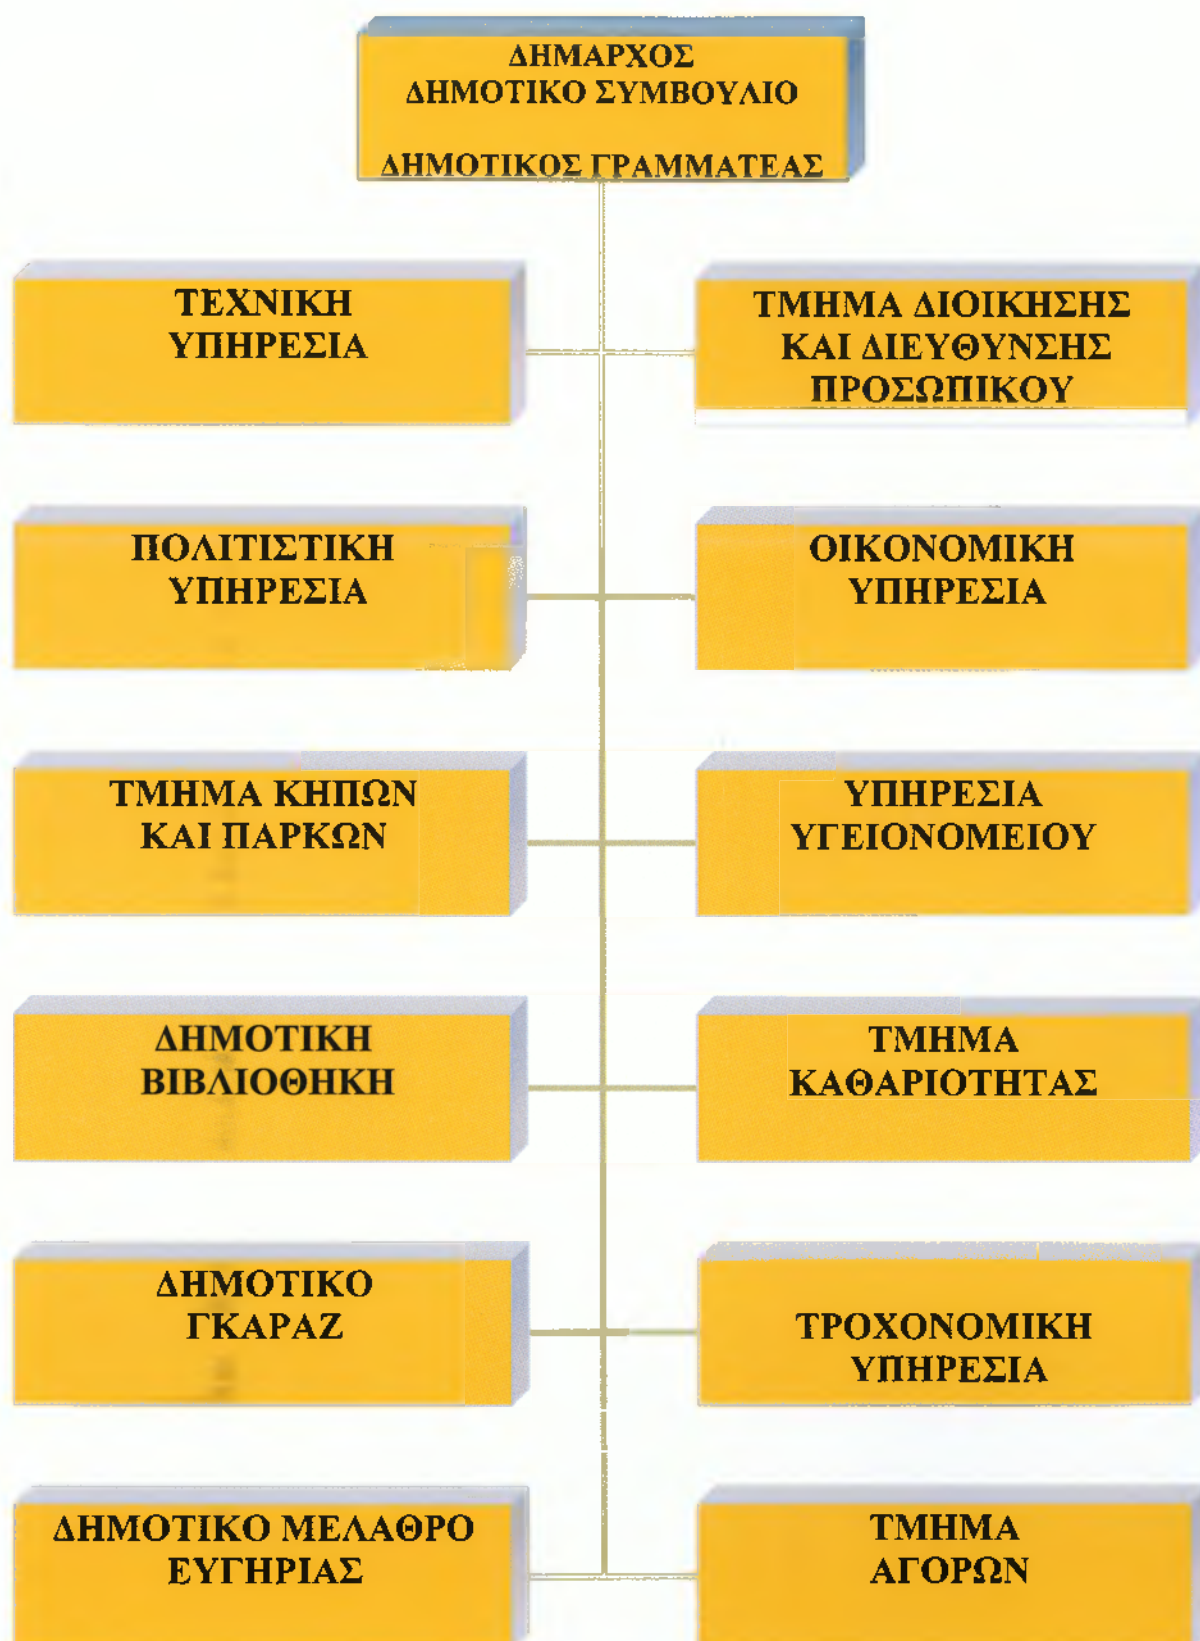 ΔΗΜΑΡΧΟΣ
ΔΗΜΟΤΙΚΟ ΣΥΜΒΟΥΛΙΟ
ΔΗΜΟΤΙΚΟΣ ΓΡΑΜΜΑΤΕΑΣ
ΤΕΧΝΙΚΗ
ΥΠΗΡΕΣΙΑ
ΤΜΗΜΑ ΔΙΟΙΚΗΣΗΣ
ΚΑΙ ΔΙΕΥΘΥΝΣΗΣ
ΠΡΟΣΩΠΙΚΟΥ
ΠΟΛΙΤΙΣΤΙΚΗ
ΥΠΗΡΕΣΙΑ
ΟΙΚΟΝΟΜΙΚΗ
ΥΠΗΡΕΣΙΑ
ΤΜΗΜΑ ΚΗΠΩΝ
ΚΑΙ ΠΑΡΚΩΝ
ΥΠΗΡΕΣΙΑ
ΥΓΕΙΟΝΟΜΕΙΟΥ
ΔΗΜΟΤΙΚΗ
ΒΙΒΛΙΟΘΗΚΗ
ΤΜΗΜΑ
ΚΑΘΑΡΙΟΤΗΤΑΣ
ΔΗΜΟΤΙΚΟ
ΓΚΑΡΑΖ
ΤΡΟΧΟΝΟΜΙΚΗ
ΥΠΗΡΕΣΙΑ
ΔΗΜΟΤΙΚΟ ΜΕΛΑΘΡΟ
ΕΥΓΗΡΙΑΣ
ΤΜΗΜΑ
ΑΓΟΡΩΝ